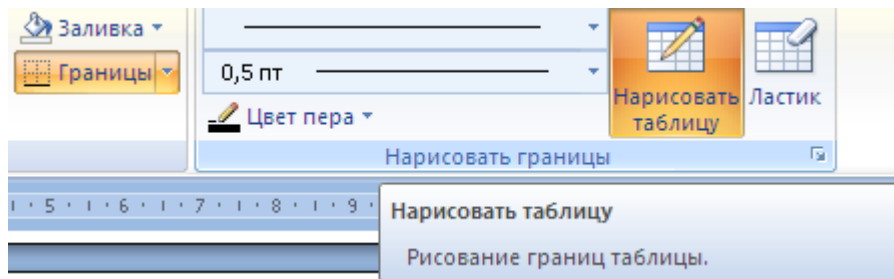 Заливка
Границы
0,5 пт
Цвет пера
Нарисовать таблицу
Ластик
Нарисовать границы
5 6 7 8 9
Нарисовать таблицу
Рисование границ таблицы.